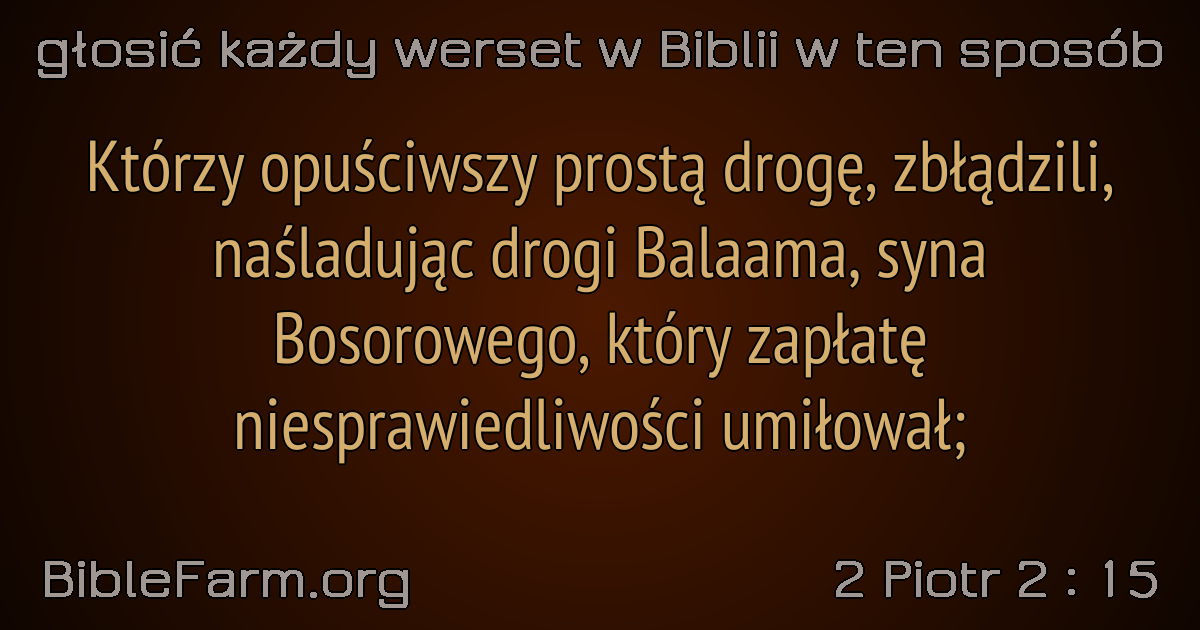 głosić każdy werset w Biblii w ten sposób
Którzy opuściwszy prostą drogę, zbłądzili,
naśladując drogi Balaama, syna
Bosorowego, który zapłatę
niesprawiedliwości umiłował;
BibleFarm.org
2 Piotr 2 : 15